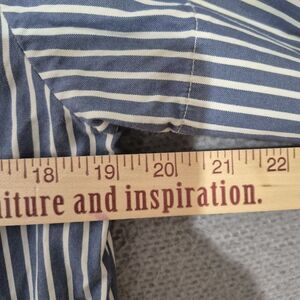 18 19 20 21 22
iture and inspiration.